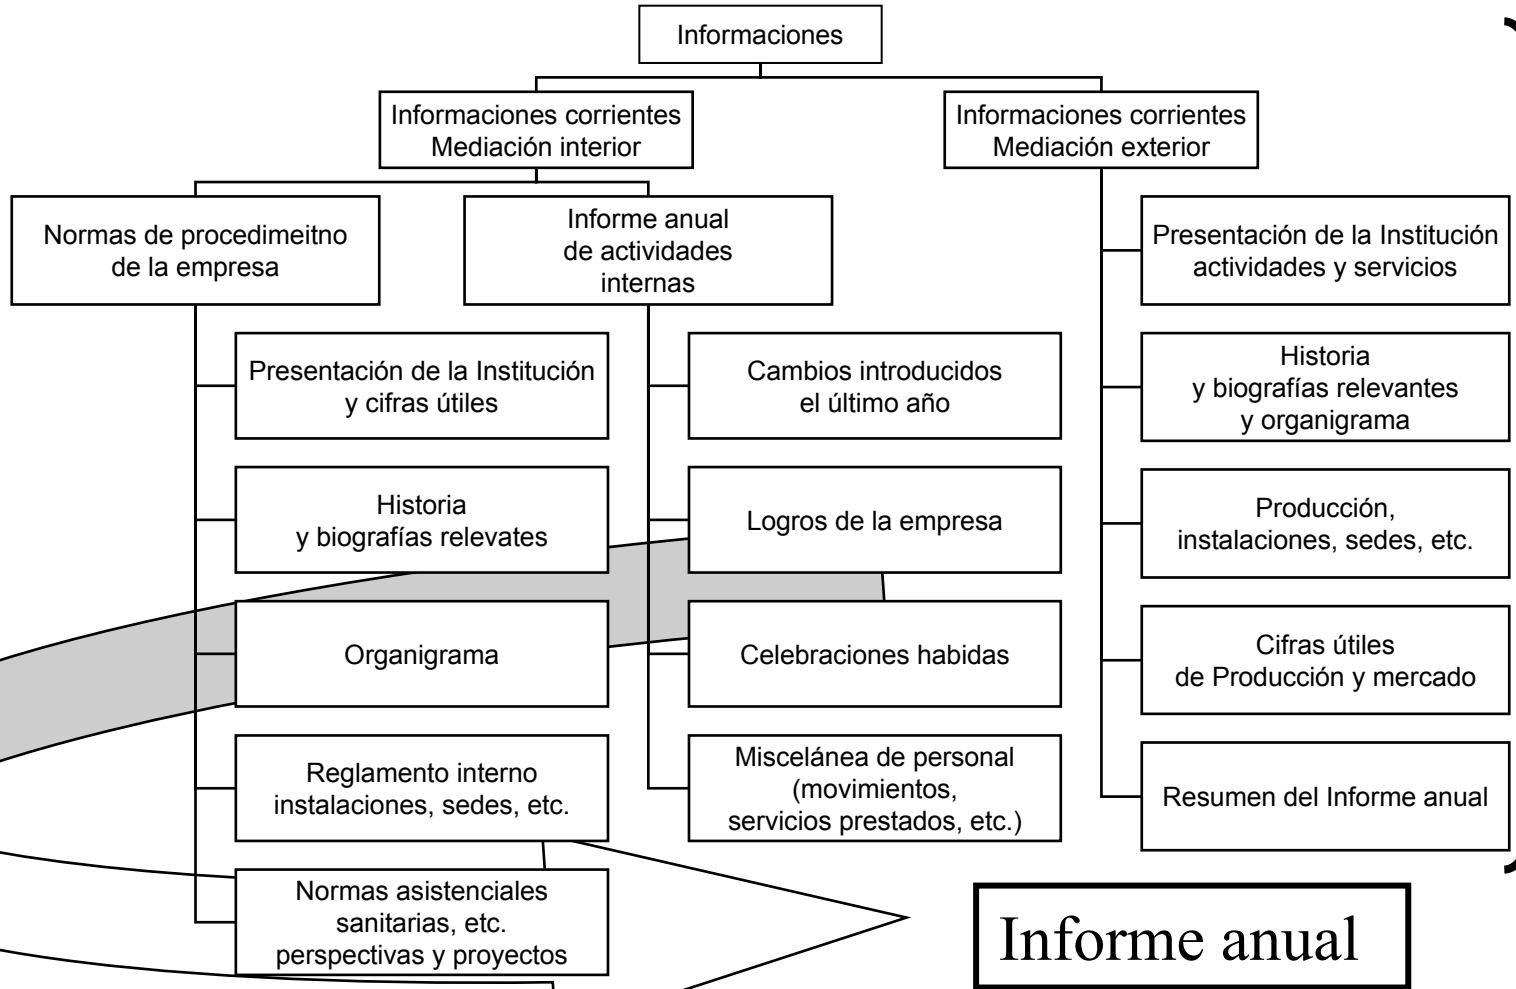 Informaciones
Informaciones corrientes
Mediación interior
Informaciones corrientes
Mediación exterior
Normas de procedimeitno
de la empresa
Informe anual
de actividades
internas
Presentación de la Institución
actividades y servicios
Presentación de la Institución
y cifras útiles
Cambios introducidos
el último año
Historia
y biografías relevantes
y organigrama
Historia
y biografías relevates
Logros de la empresa
Producción,
instalaciones, sedes, etc.
Organigrama
Celebraciones habidas
Cifras útiles
de Producción y mercado
Reglamento interno
instalaciones, sedes, etc.
Miscelánea de personal
(movimientos,
servicios prestados, etc.)
Resumen del Informe anual
Normas asistenciales
sanitarias, etc.
perspectivas y proyectos
Informe anual